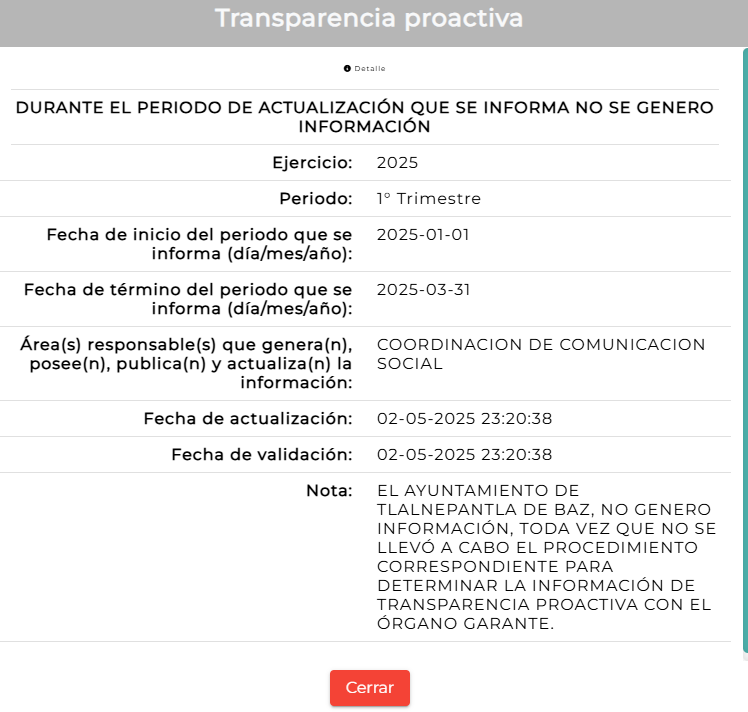 Transparencia proactiva
Detalle
DURANTE EL PERIODO DE ACTUALIZACIÓN QUE SE INFORMA NO SE GENERO
INFORMACIÓN
Ejercicio: 2025
Periodo: 1° Trimestre
Fecha de inicio del periodo que se 2025-01-01
informa (día/mes/año):
Fecha de término del periodo que se 2025-03-31
informa (día/mes/año):
Área(s) responsable(s) que genera(n), COORDINACION DE COMUNICACION
posee(n), publica(n) y actualiza(n) la SOCIAL
información:
Fecha de actualización: 02-05-2025 23:20:38
Fecha de validación: 02-05-2025 23:20:38
Nota: EL AYUNTAMIENTO DE
TLALNEPANTLA DE BAZ, NO GENERO
INFORMACIÓN, TODA VEZ QUE NO SE
LLEVÓ A CABO EL PROCEDIMIENTO
CORRESPONDIENTE PARA
DETERMINAR LA INFORMACIÓN DE
TRANSPARENCIA PROACTIVA CON EL
ÓRGANO GARANTE.
Cerrar